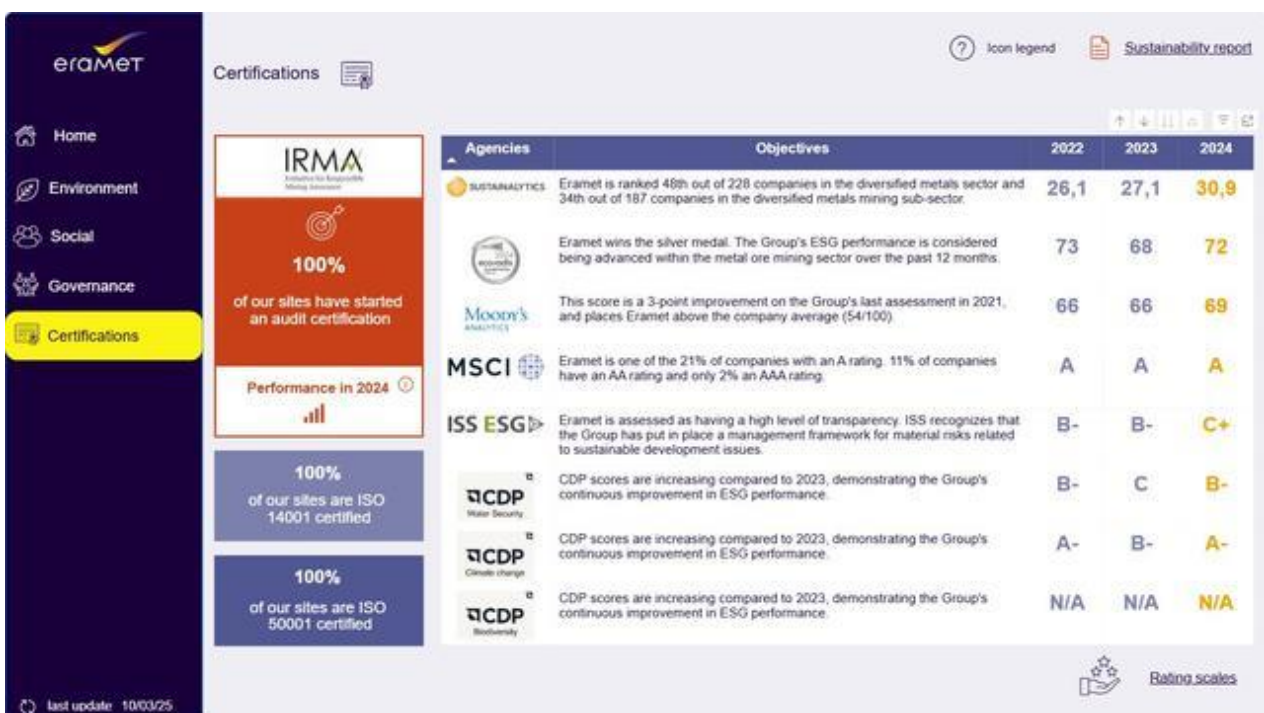 eramet
Home
Environment
Social
Governance
Certifications
last update 10/03/25
Certifications
Icon legend
Sustainability report
IRMA
Initiative for Responsible
Mining Assurance
100%
of our sites have started
an audit certification
Performance in 2024
100%
of our sites are ISO
14001 certified
100%
of our sites are ISO
50001 certified
Agencies Objectives 2022 2023 2024
SUSTAINALYTICS Eramet is ranked 48th out of 228 companies in the diversified metals sector and 26,1 27,1 30,9
34th out of 187 companies in the diversified metals mining sub-sector.
ecovadis Eramet wins the silver medal. The Group's ESG performance is considered 73 68 72
being advanced within the metal ore mining sector over the past 12 months.
MOODY'S This score is a 3-point improvement on the Group's last assessment in 2021, 66 66 69
ANALYTICS and places Eramet above the company average (54/100).
MSCI Eramet is one of the 21% of companies with an A rating. 11% of companies A A A
have an AA rating and only 2% an AAA rating.
ISS ESG Eramet is assessed as having a high level of transparency. ISS recognizes that B- B- C+
the Group has put in place a management framework for material risks related
to sustainable development issues.
CDP CDP scores are increasing compared to 2023, demonstrating the Group's B- C B-
Water Security continuous improvement in ESG performance.
CDP CDP scores are increasing compared to 2023, demonstrating the Group's A- B- A-
Climate change continuous improvement in ESG performance.
CDP CDP scores are increasing compared to 2023, demonstrating the Group's N/A N/A N/A
Biodiversity continuous improvement in ESG performance.
Rating scales